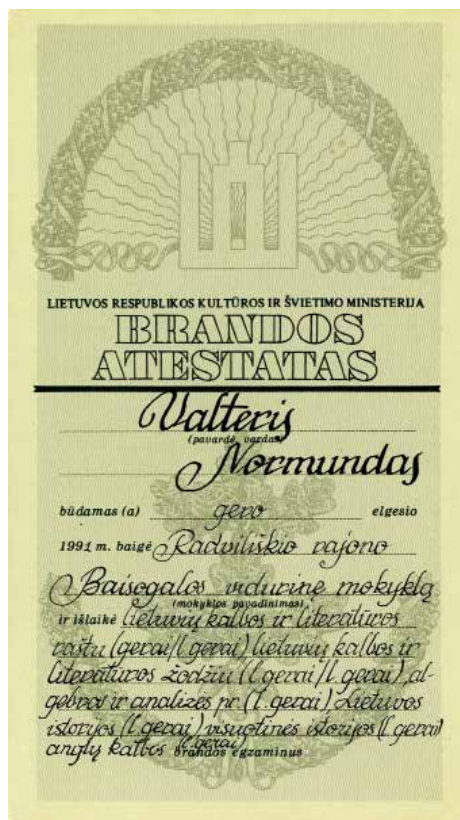 LIETUVOS RESPUBLIKOS KULTŪROS IR ŠVIETIMO MINISTERIJA
BRANDOS
ATESTATAS
Valteris
(pavardė, vardas)
Normundas
būdamas (a) gero elgesio
1991 m. baigė Radviliškio rajono
Baisogalos vidurinę mokyklą
(mokyklos pavadinimas)
ir išlaikė lietuvių kalbos ir literatūros
raštu (gerai/l. gerai), lietuvių kalbos ir
literatūros žodžiu (l. gerai/l. gerai), al-
gebros ir analizės pr. (l. gerai), Lietuvos
istorijos (l. gerai), visuotinės istorijos (l. gerai)
anglų kalbos (l. gerai) brandos egzaminus